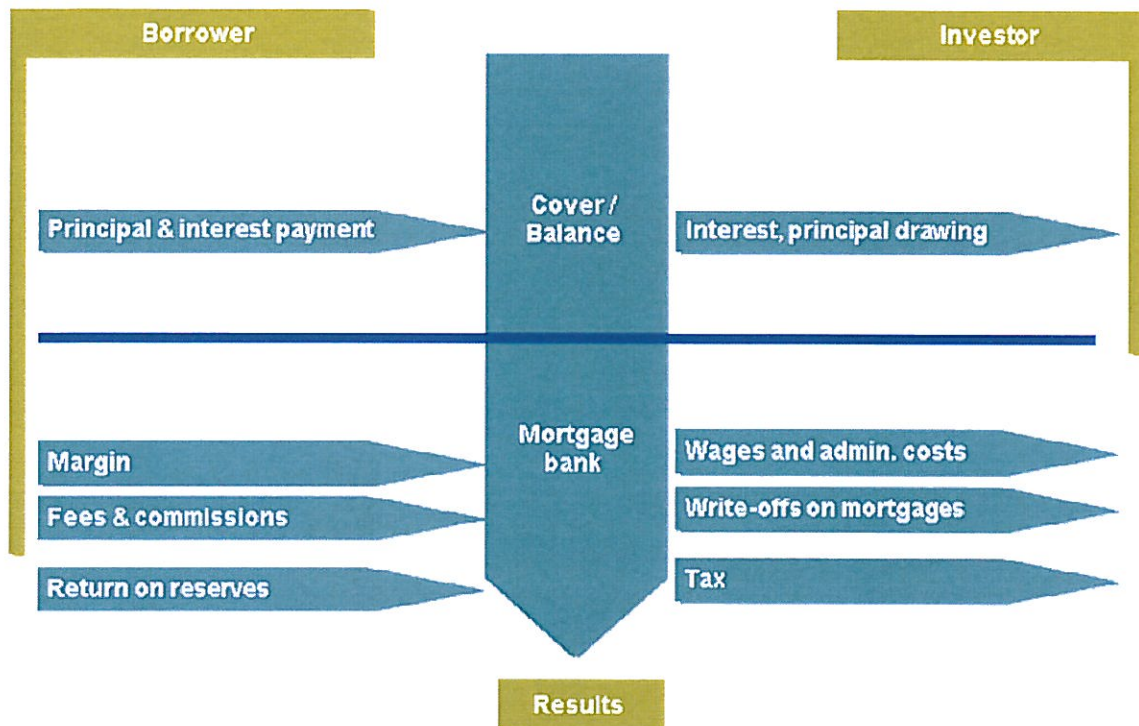 Borrower
Investor
Principal & interest payment
Cover /
Balance
Interest, principal drawing
Margin
Fees & commissions
Return on reserves
Mortgage
bank
Wages and admin. costs
Write-offs on mortgages
Tax
Results